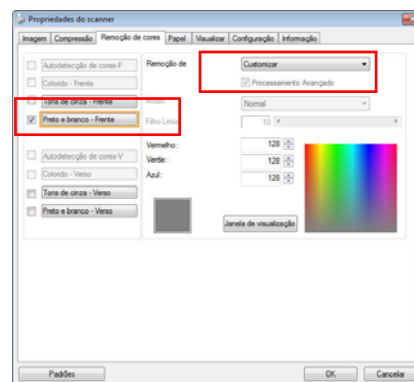 Propriedades do scanner
Imagem Compressão Remoção de cores Papel Visualizar Configuração Informação
Autodetecção de cores-F
Remoção de
Customizar
Colorido - Frente
Processamento Avançado
Tons de cinza - Frente
Modo
Normal
Preto e branco - Frente
Filtro Limiar
10
Vermelho:
128
Autodetecção de cores-V
Verde:
128
Colorido - Verso
Azul:
128
Tons de cinza - Verso
Preto e branco - Verso
Janela de visualização
Padrões
OK
Cancelar